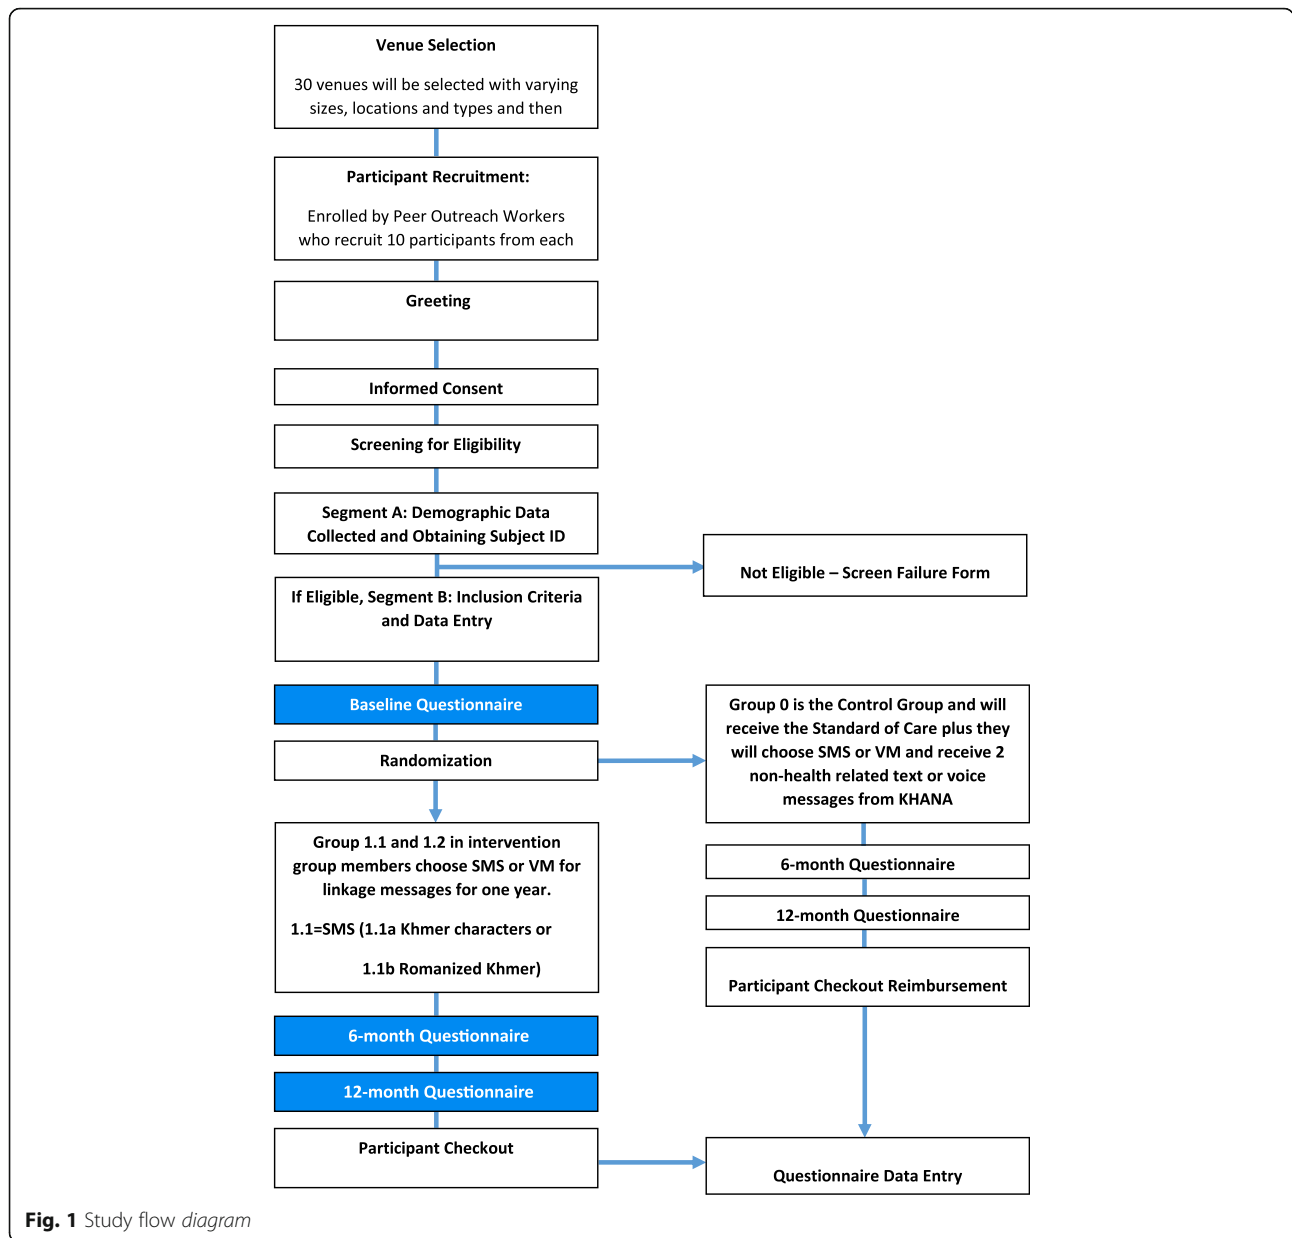 Venue Selection
30 venues will be selected with varying
sizes, locations and types and then
Participant Recruitment:
Enrolled by Peer Outreach Workers
who recruit 10 participants from each
Greeting
Informed Consent
Screening for Eligibility
Segment A: Demographic Data
Collected and Obtaining Subject ID
Not Eligible – Screen Failure Form
If Eligible, Segment B: Inclusion Criteria
and Data Entry
Baseline Questionnaire
Randomization
Group 0 is the Control Group and will
receive the Standard of Care plus they
will choose SMS or VM and receive 2
non-health related text or voice
messages from KHANA
6-month Questionnaire
12-month Questionnaire
Participant Checkout Reimbursement
Group 1.1 and 1.2 in intervention
group members choose SMS or VM for
linkage messages for one year.
1.1=SMS (1.1a Khmer characters or
1.1b Romanized Khmer)
6-month Questionnaire
12-month Questionnaire
Participant Checkout
Questionnaire Data Entry
Fig. 1 Study flow diagram